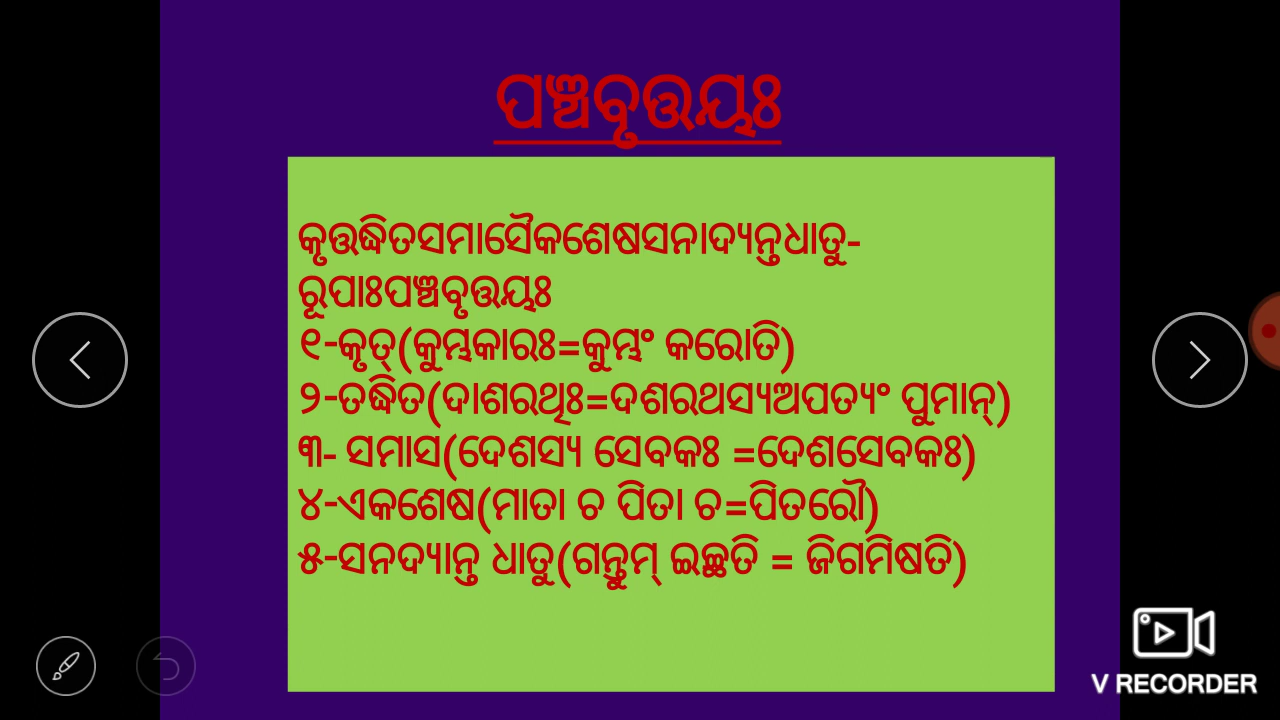 ପଞ୍ଚବୃତ୍ତୟଃ
କୃତ୍ତଦ୍ଧିତସମାସୈକଶେଷସନାଦ୍ୟନ୍ତଧାତୁ-
ରୂପାଃପଞ୍ଚବୃତ୍ତୟଃ
୧-କୃତ୍(କୁମ୍ଭକାରଃ=କୁମ୍ଭଂ କରୋତି)
୨-ତଦ୍ଧିତ(ଦାଶରଥିଃ=ଦଶରଥସ୍ୟଅପତ୍ୟଂ ପୁମାନ୍)
୩- ସମାସ(ଦେଶସ୍ୟ ସେବକଃ =ଦେଶସେବକଃ)
୪-ଏକଶେଷ(ମାତା ଚ ପିତା ଚ=ପିତରୌ)
୫-ସନଦ୍ୟାନ୍ତ ଧାତୁ(ଗନ୍ତୁମ୍ ଇଚ୍ଛତି = ଜିଗମିଷତି)
V RECORDER